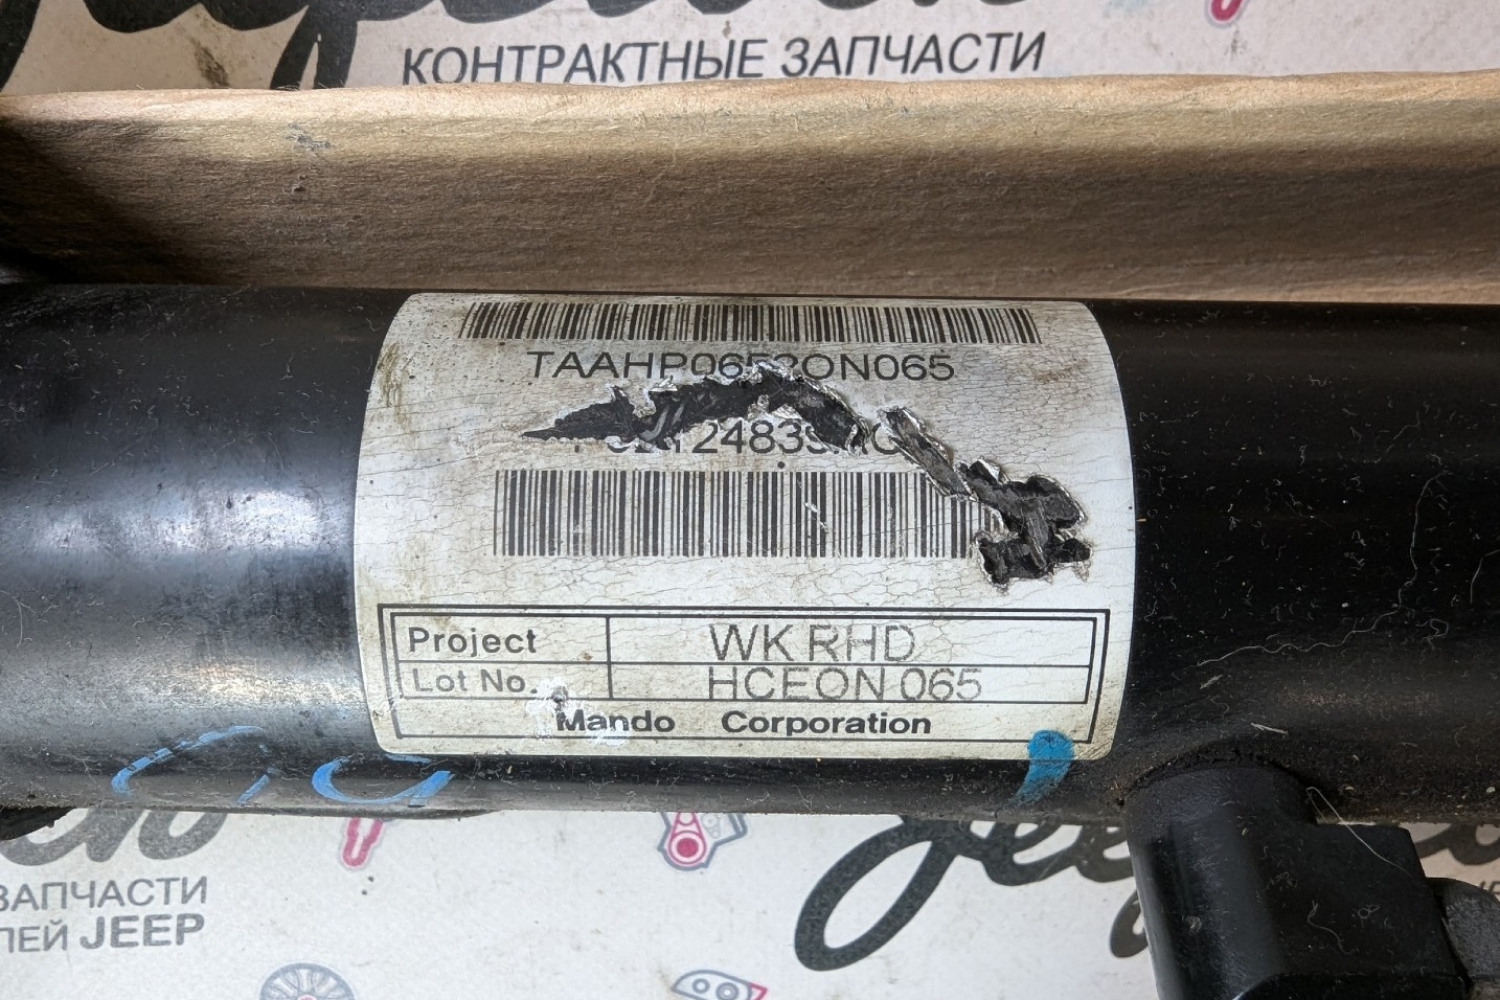 КОНТРАКТНЫЕ ЗАПЧАСТИ
TAAHP0652ON065
Project WK RHD
Lot No. HCEON 065
Mando Corporation
ЗАПЧАСТИ
ЛЕЙ JEEP